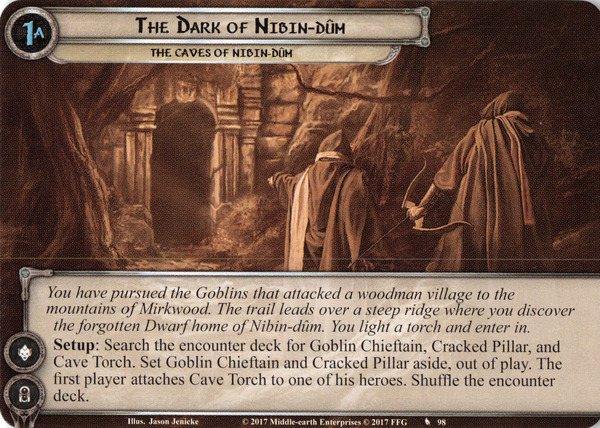 1A
The Dark of Nibin-dûm
The Caves of Nibin-dûm
You have pursued the Goblins that attacked a woodman village to the
mountains of Mirkwood. The trail leads over a steep ridge where you discover
the forgotten Dwarf home of Nibin-dûm. You light a torch and enter in.
Setup: Search the encounter deck for Goblin Chieftain, Cracked Pillar, and
Cave Torch. Set Goblin Chieftain and Cracked Pillar aside, out of play. The
first player attaches Cave Torch to one of his heroes. Shuffle the encounter
deck.
Illus. Jason Jenicke © 2017 Middle-earth Enterprises © 2017 FFG 98